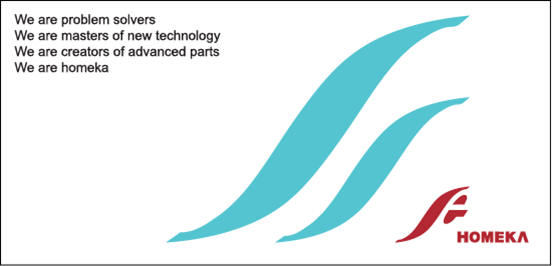 We are problem solvers
We are masters of new technology
We are creators of advanced parts
We are homeka
HOMEKA